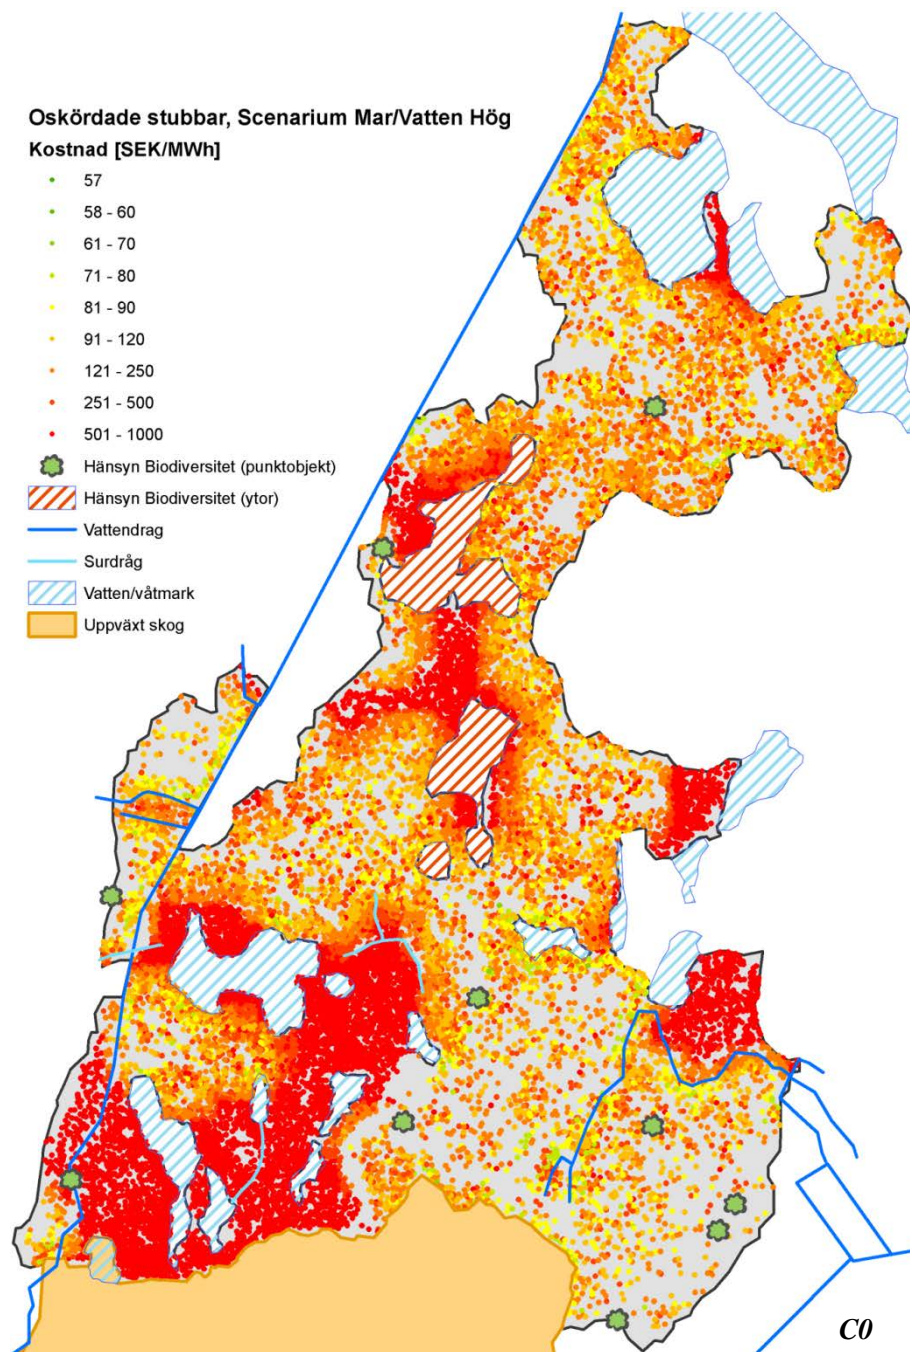 Oskördade stubbar, Scenarium Mar/Vatten Hög
Kostnad [SEK/MWh]
57
58 - 60
61 - 70
71 - 80
81 - 90
91 - 120
121 - 250
251 - 500
501 - 1000
Hänsyn Biodiversitet (punktobjekt)
Hänsyn Biodiversitet (ytor)
Vattendrag
Surdråg
Vatten/våtmark
Uppväxt skog
C0